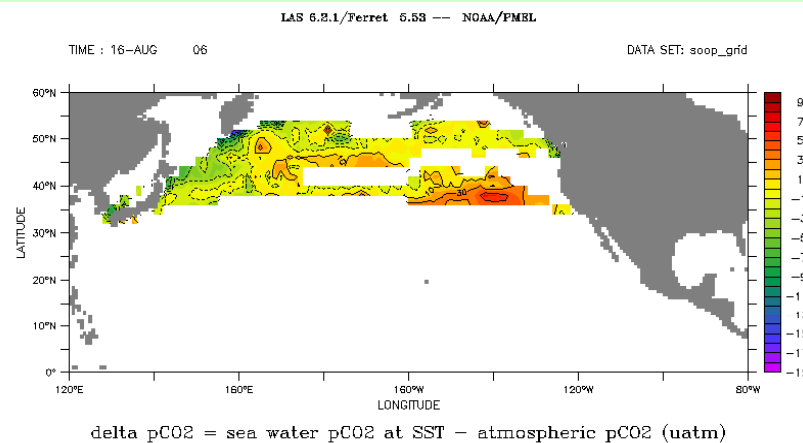 LAS 6.2.1/Ferret 5.53 -- NOAA/PMEL
TIME : 16-AUG 06
DATA SET: soop_grid
60°N
50°N
40°N
30°N
20°N
10°N
0°
LATITUDE
120°E
160°E
160°W
120°W
80°W
LONGITUDE
30
delta pCO2 = sea water pCO2 at SST - atmospheric pCO2 (uatm)